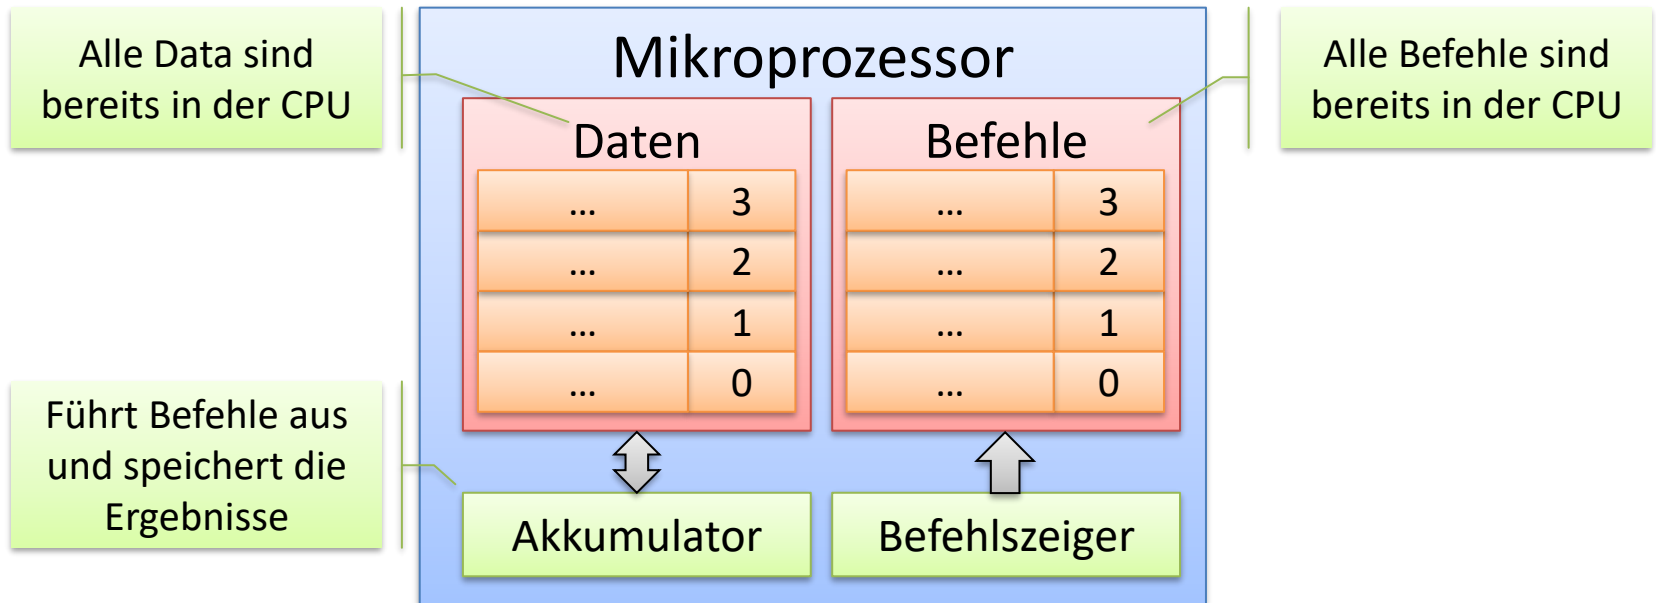 Alle Data sind
bereits in der CPU
Mikroprozessor
Alle Befehle sind
bereits in der CPU
Daten
… 3
… 2
… 1
… 0
Befehle
… 3
… 2
… 1
… 0
Führt Befehle aus
und speichert die
Ergebnisse
Akkumulator
Befehlszeiger